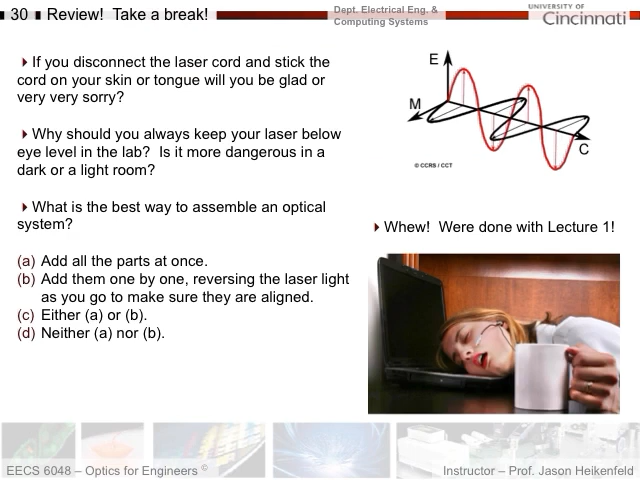 30 Review! Take a break!
Dept. Electrical Eng. &
Computing Systems
UNIVERSITY OF
Cincinnati
If you disconnect the laser cord and stick the
cord on your skin or tongue will you be glad or
very very sorry?
Why should you always keep your laser below
eye level in the lab? Is it more dangerous in a
dark or a light room?
What is the best way to assemble an optical
system?
(a) Add all the parts at once.
(b) Add them one by one, reversing the laser light
as you go to make sure they are aligned.
(c) Either (a) or (b).
(d) Neither (a) nor (b).
E
M
C
© CCRS / CCT
Whew! Were done with Lecture 1!
EECS 6048 – Optics for Engineers ©
Instructor – Prof. Jason Heikenfeld